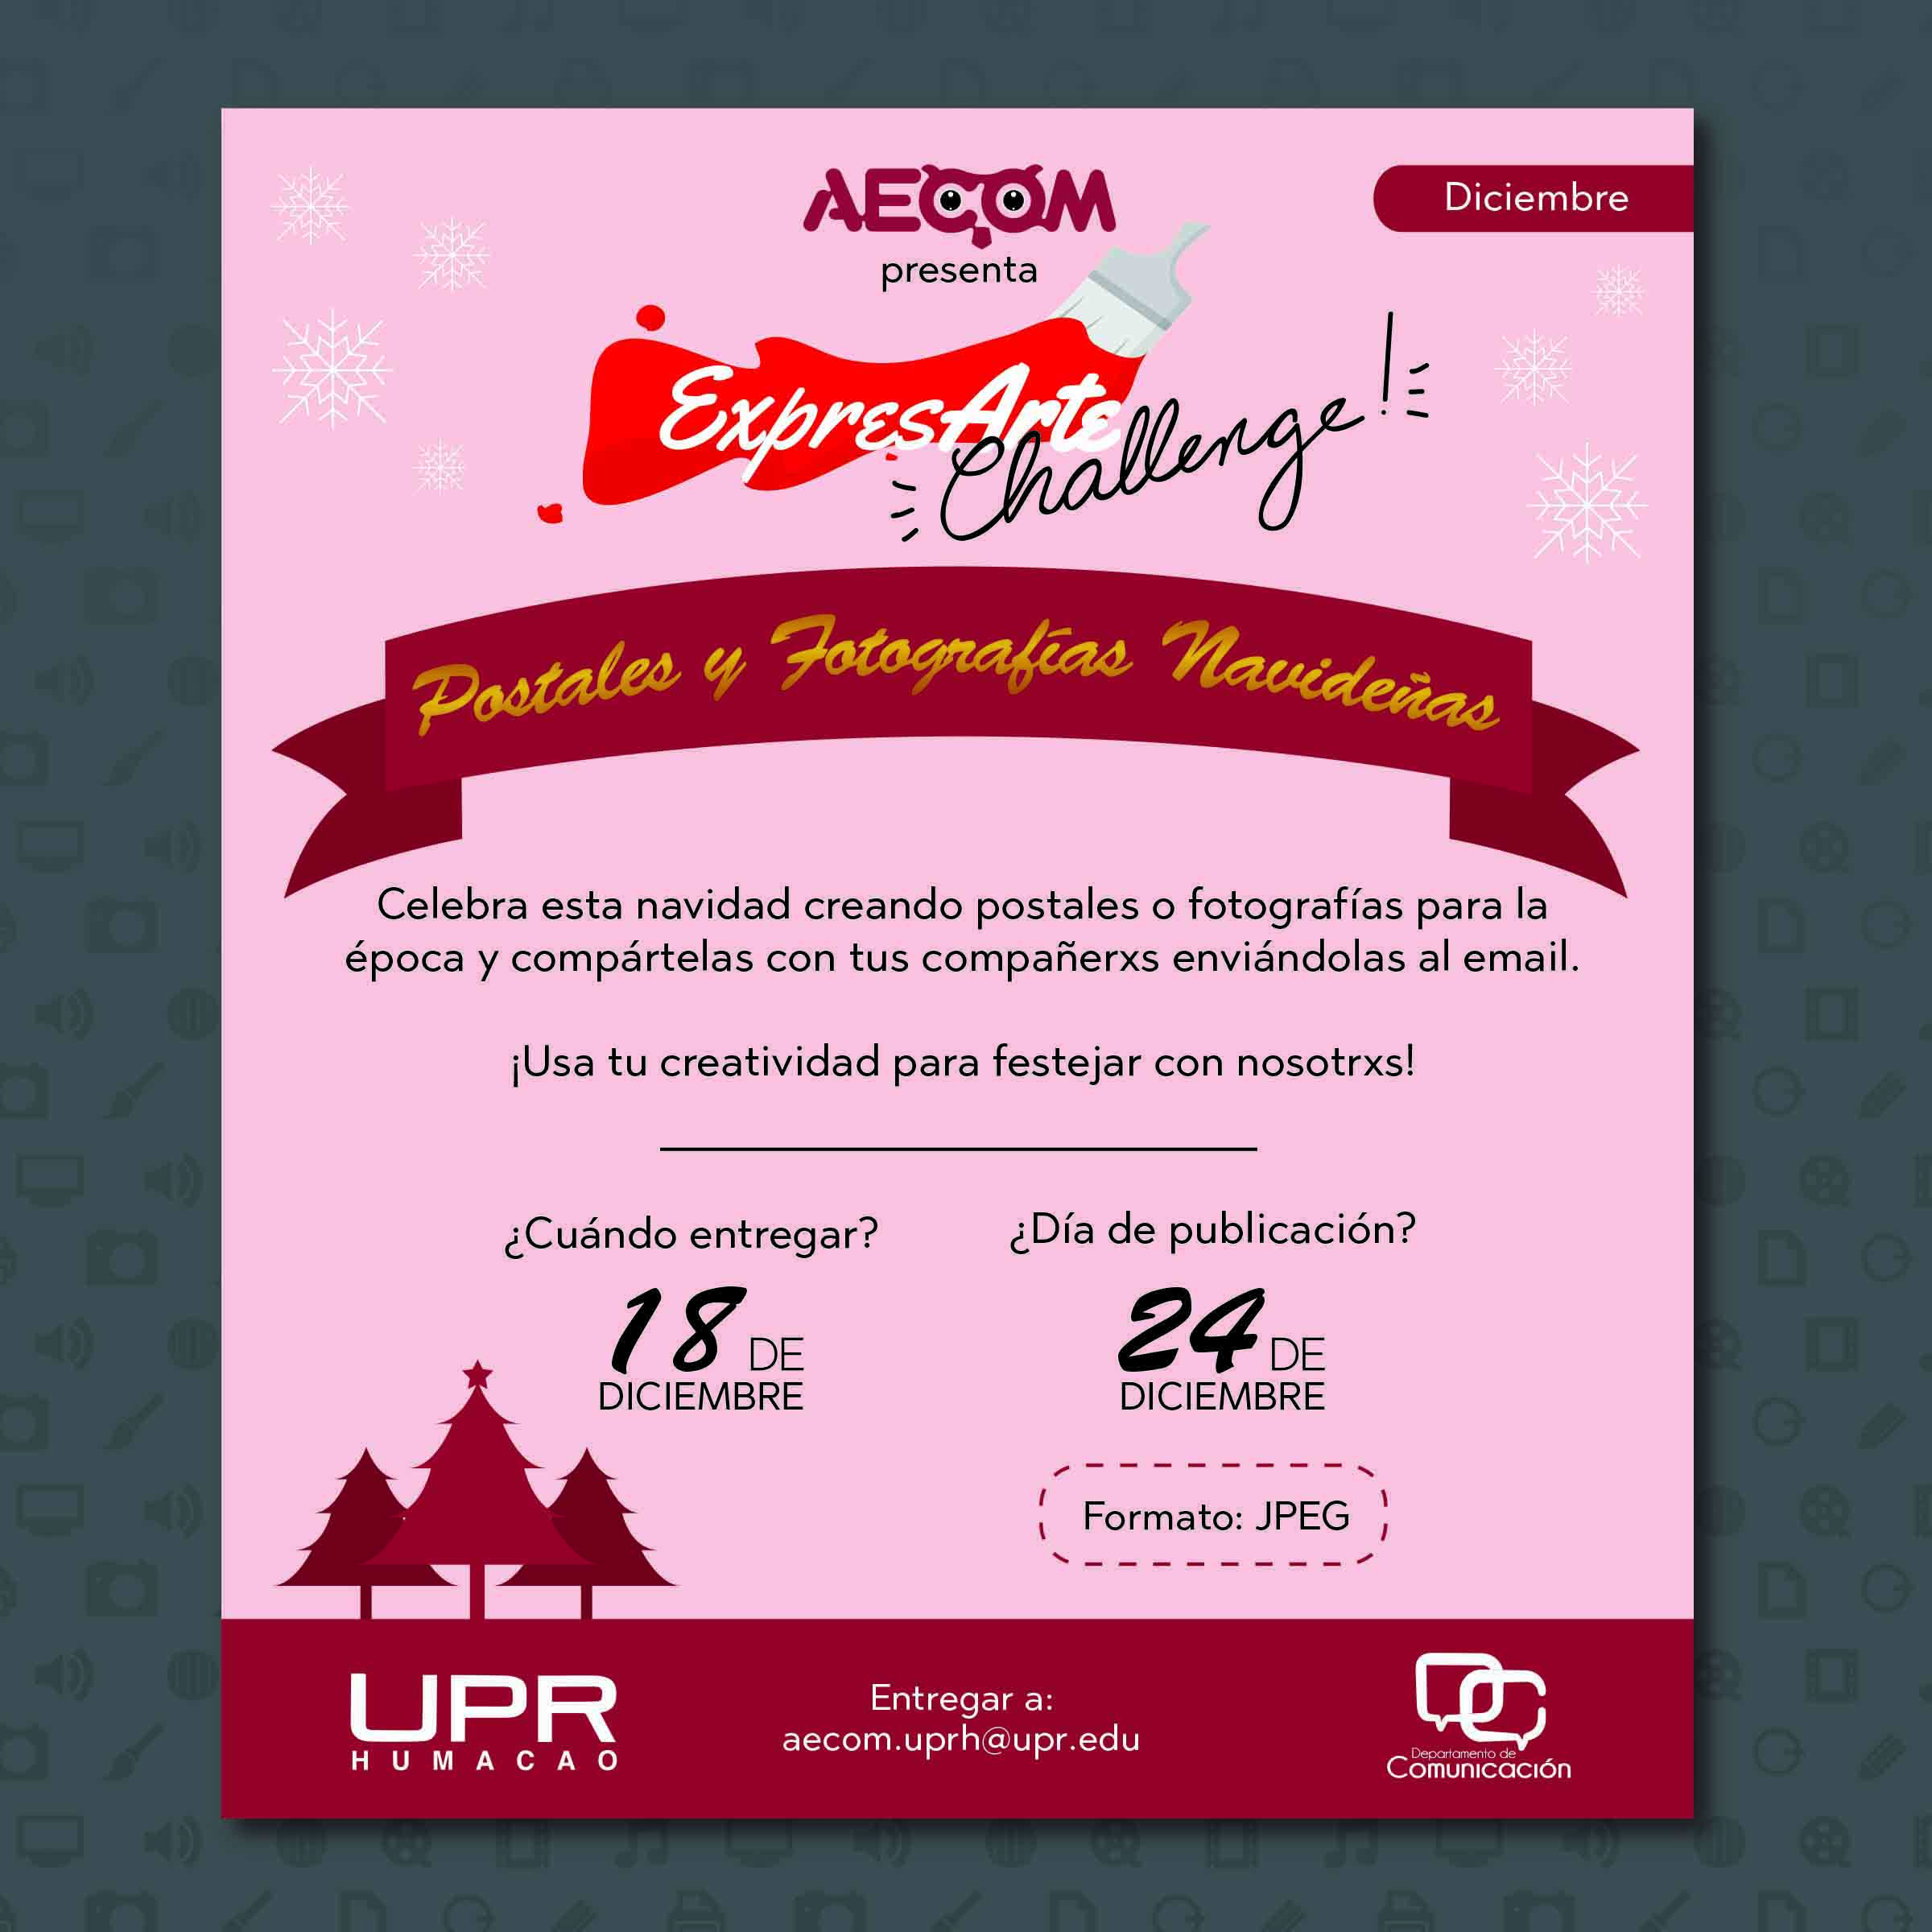 AECOM
Diciembre
presenta
ExpresArte
Challenge!
Postales y Fotografías Navideñas
Celebra esta navidad creando postales o fotografías para la
época y compártelas con tus compañerxs enviándolas al email.
¡Usa tu creatividad para festejar con nosotrxs!
¿Cuándo entregar?
18 DE
DICIEMBRE
¿Día de publicación?
24 DE
DICIEMBRE
Formato: JPEG
UPR
HUMACAO
Entregar a:
aecom.uprh@upr.edu
DC
Departamento de
Comunicación